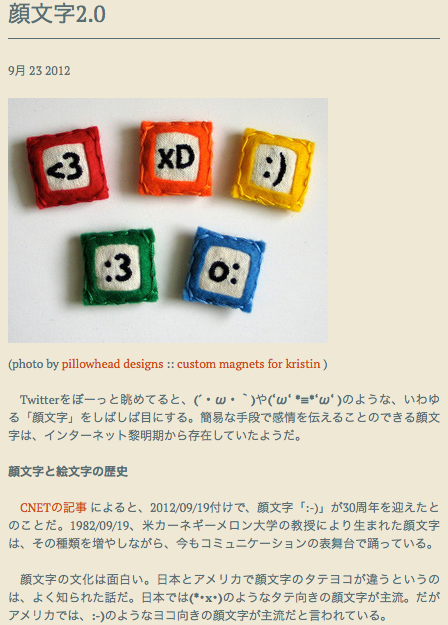 顔文字2.0
9月 23 2012
<3
xD
:)
:3
o:
(photo by pillowhead designs :: custom magnets for kristin )
Twitterをぼーっと眺めてると、(´・ω・｀)や(‘ω‘ *≡*‘ω‘ )のような、いわゆ
る「顔文字」をしばしば目にする。簡易な手段で感情を伝えることのできる顔文
字は、インターネット黎明期から存在していたようだ。
顔文字と絵文字の歴史
CNETの記事 によると、2012/09/19付けで、顔文字「:-)」が30周年を迎えたと
のことだ。1982/09/19、米カーネギーメロン大学の教授により生まれた顔文字
は、その種類を増やしながら、今もコミュニケーションの表舞台で踊っている。
顔文字の文化は面白い。日本とアメリカで顔文字のタテヨコが違うというの
は、よく知られた話だ。日本では(*･x･)のようなタテ向きの顔文字が主流。だが
アメリカでは、:-)のようなヨコ向きの顔文字が主流だと言われている。